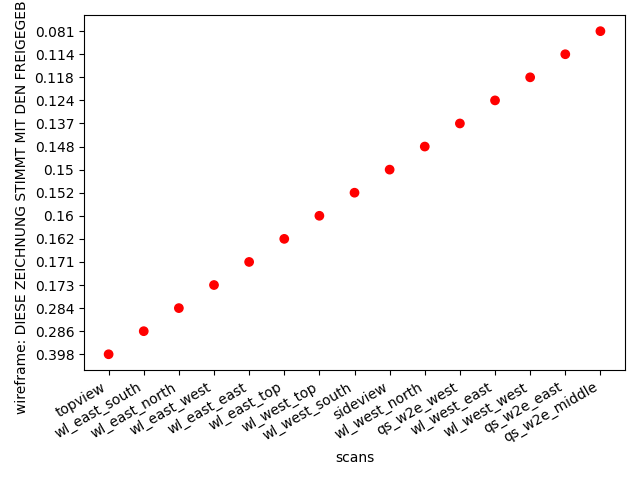 wireframe: DIESE ZEICHNUNG STIMMT MIT DEN FREIGEGEB
0.081
0.114
0.118
0.124
0.137
0.148
0.15
0.152
0.16
0.162
0.171
0.173
0.284
0.286
0.398
topview
wl_east_south
wl_east_north
wl_east_west
wl_east_east
wl_east_top
wl_west_top
wl_west_south
sideview
wl_west_north
qs_w2e_west
wl_west_east
wl_west_west
qs_w2e_east
qs_w2e_middle
scans